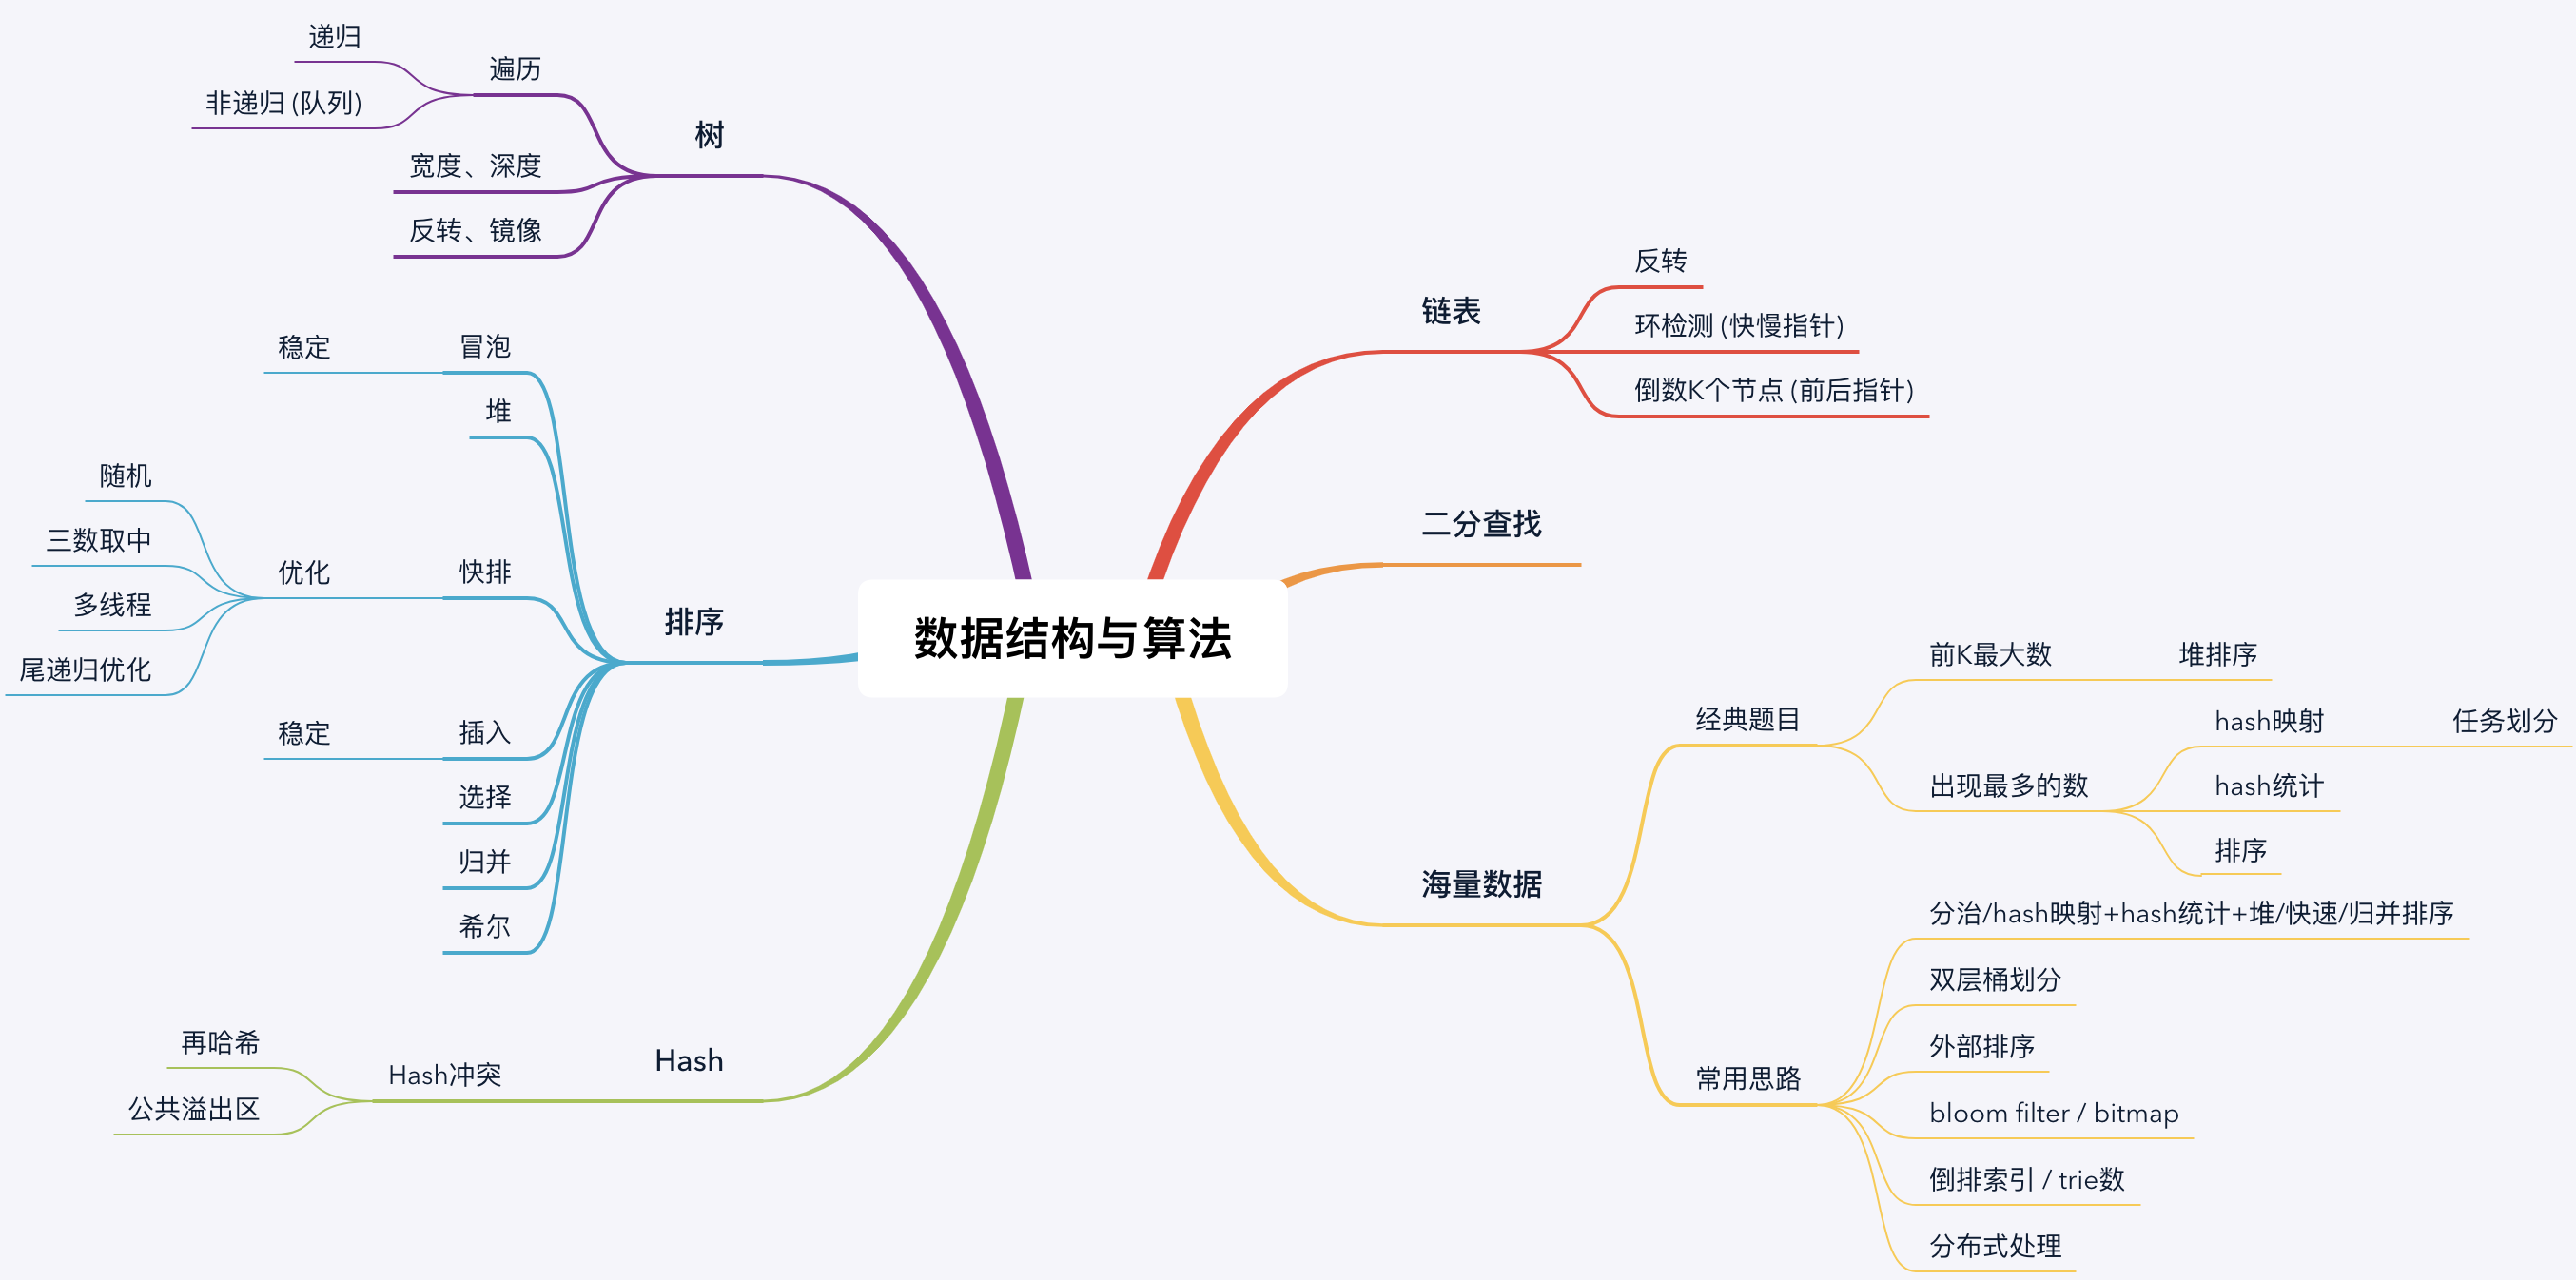 数据结构与算法
链表
反转
环检测 (快慢指针)
倒数K个节点 (前后指针)
二分查找
海量数据
经典题目
前K最大数
堆排序
出现最多的数
hash映射
任务划分
hash统计
排序
常用思路
分治/hash映射+hash统计+堆/快速/归并排序
双层桶划分
外部排序
bloom filter / bitmap
倒排索引 / trie数
分布式处理
树
遍历
递归
非递归 (队列)
宽度、深度
反转、镜像
排序
冒泡
稳定
堆
快排
优化
随机
三数取中
多线程
尾递归优化
插入
稳定
选择
归并
希尔
Hash
Hash冲突
再哈希
公共溢出区